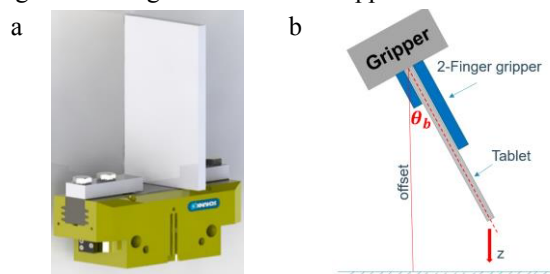 a
b
Gripper
2-Finger gripper
θb
Tablet
offset
z